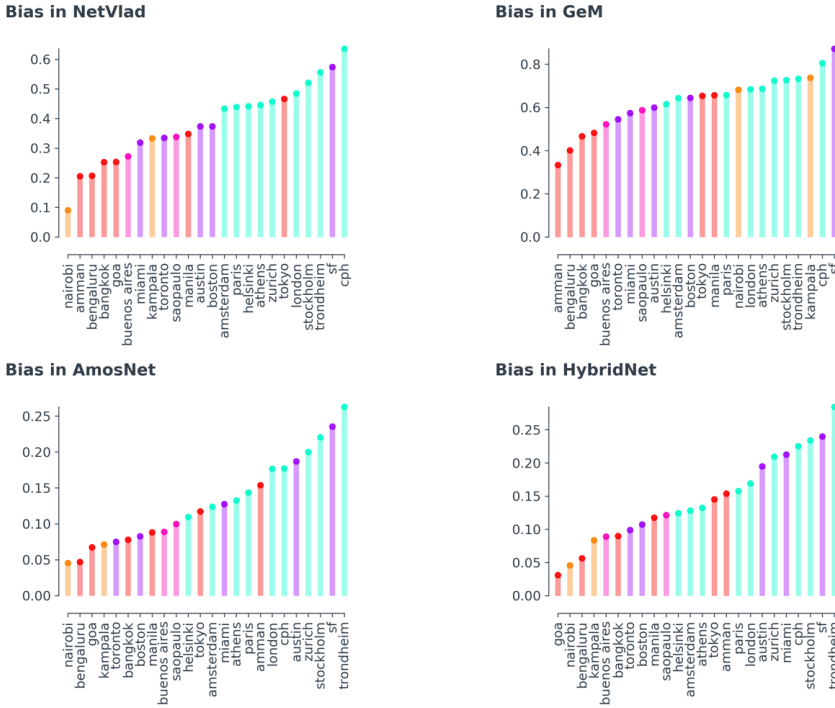 Bias in NetVlad
0.6
0.5
0.4
0.3
0.2
0.1
0.0
nairobi
amman
bengaluru
bangkok
goa
buenos aires
miami
kampala
toronto
saopaulo
manila
austin
boston
amsterdam
paris
helsinki
athens
zurich
tokyo
london
stockholm
trondheim
sf
cph
Bias in GeM
0.8
0.6
0.4
0.2
0.0
amman
bengaluru
bangkok
goa
buenos aires
toronto
miami
saopaulo
austin
helsinki
amsterdam
boston
tokyo
manila
paris
nairobi
london
athens
zurich
stockholm
trondheim
kampala
cph
sf
Bias in AmosNet
0.25
0.20
0.15
0.10
0.05
0.00
nairobi
bengaluru
goa
kampala
toronto
bangkok
boston
manila
buenos aires
saopaulo
helsinki
tokyo
amsterdam
miami
athens
paris
amman
london
cph
austin
zurich
stockholm
sf
trondheim
Bias in HybridNet
0.25
0.20
0.15
0.10
0.05
0.00
goa
nairobi
bengaluru
kampala
buenos aires
bangkok
toronto
boston
manila
saopaulo
helsinki
amsterdam
athens
tokyo
amman
paris
london
austin
zurich
miami
cph
stockholm
sf
trondheim